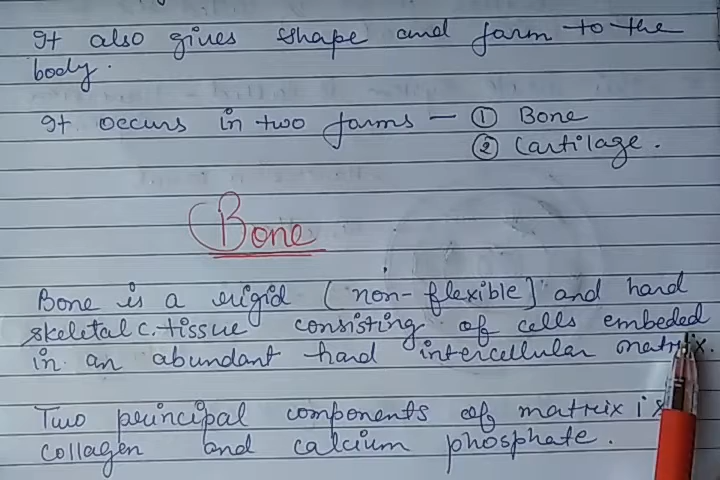 It also gives shape and form to the
body.
It occurs in two forms - ① Bone
② Cartilage.
Bone
Bone is a rigid (non-flexible) and hard
skeletal c. tissue consisting of cells embeded
in an abundant hard intercellular matrix.
Two principal components of matrix is
collagen and calcium phosphate.